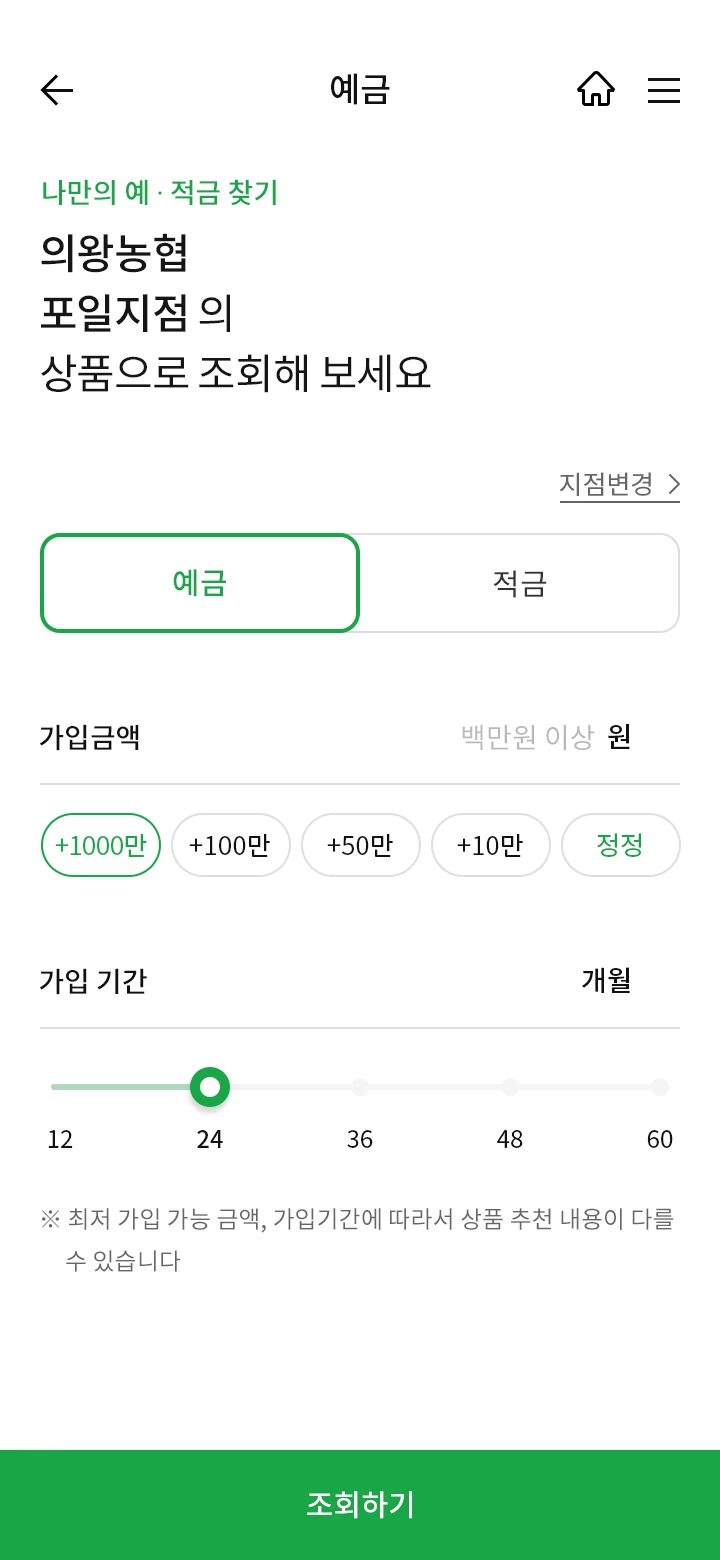 예금
나만의 예 · 적금 찾기
의왕농협
포일지점 의
상품으로 조회해 보세요
지점변경
예금 적금
가입금액 백만원 이상 원
+1000만 +100만 +50만 +10만 정정
가입 기간 개월
12 24 36 48 60
※ 최저 가입 가능 금액, 가입기간에 따라서 상품 추천 내용이 다를
수 있습니다
조회하기